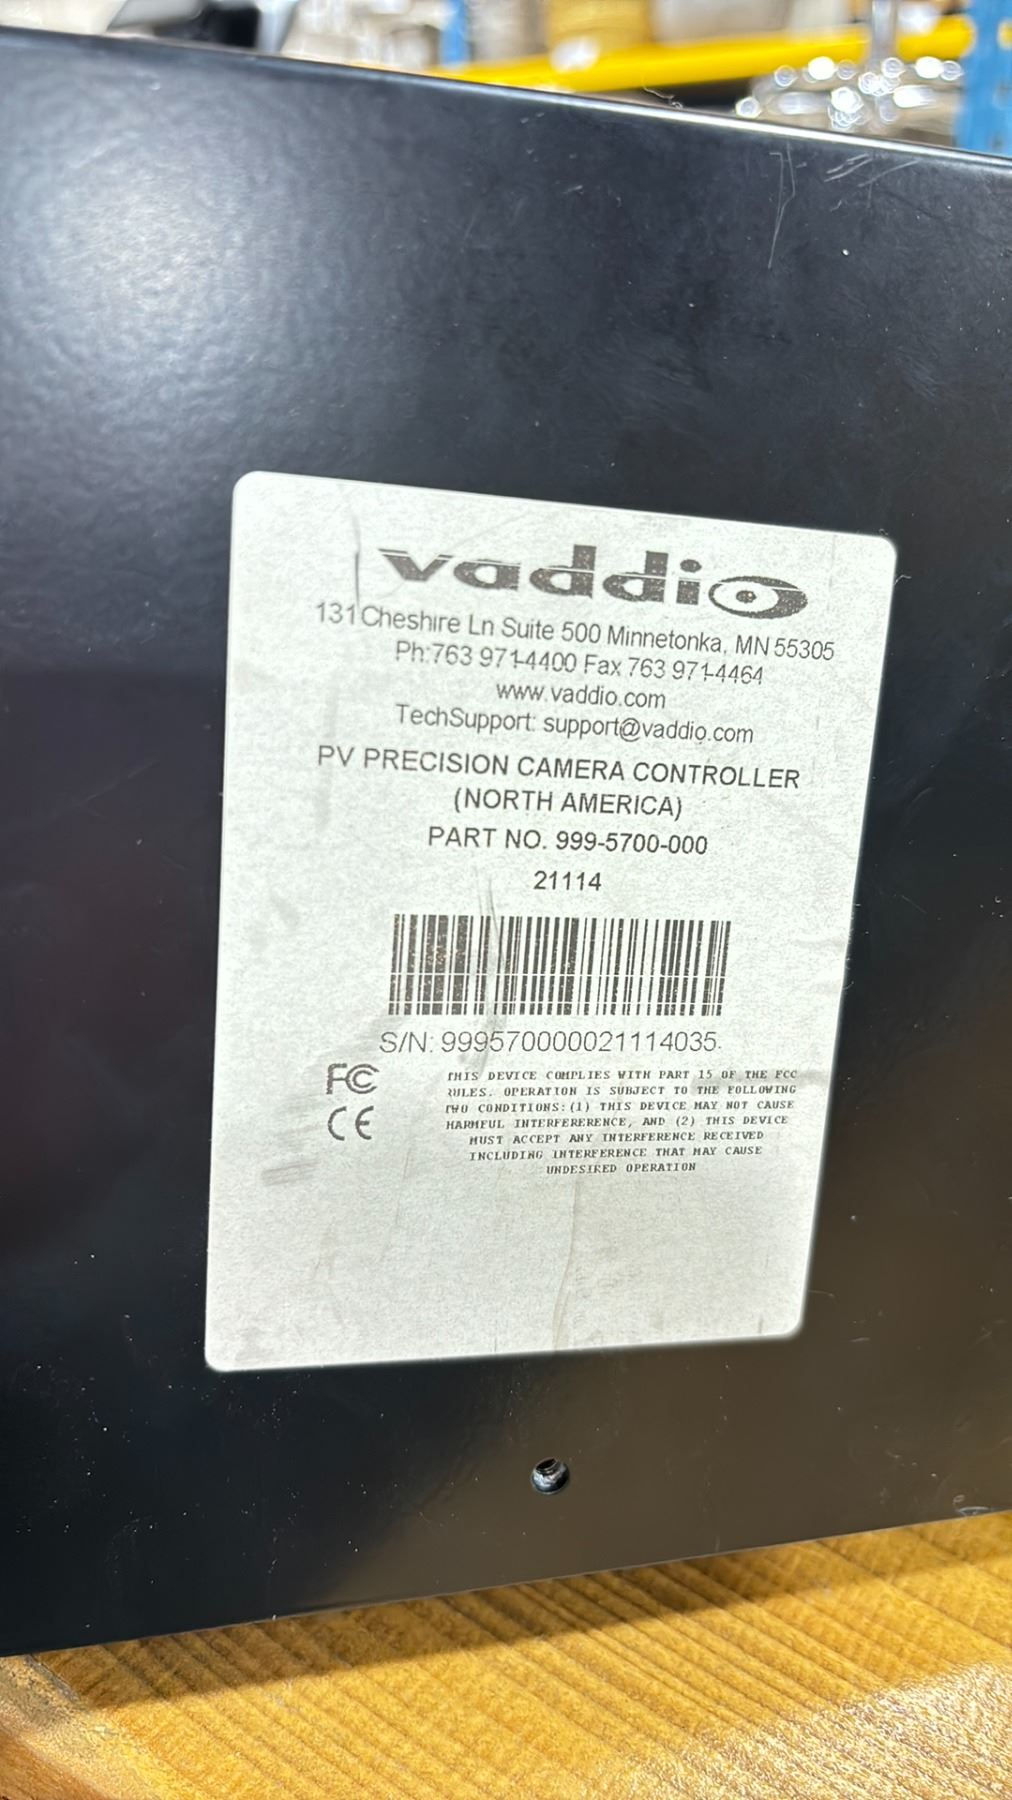 vaddio
131 Cheshire Ln Suite 500 Minnetonka, MN 55305
Ph:763 971-4400 Fax 763 971-4464
www.vaddio.com
TechSupport: support@vaddio.com
PV PRECISION CAMERA CONTROLLER
(NORTH AMERICA)
PART NO. 999-5700-000
21114
S/N: 999570000021114035
FC
CE
THIS DEVICE COMPLIES WITH PART 15 OF THE FCC
RULES. OPERATION IS SUBJECT TO THE FOLLOWING
TWO CONDITIONS: (1) THIS DEVICE MAY NOT CAUSE
HARMFUL INTERFERERENCE, AND (2) THIS DEVICE
MUST ACCEPT ANY INTERFERENCE RECEIVED
INCLUDING INTERFERENCE THAT MAY CAUSE
UNDESIRED OPERATION